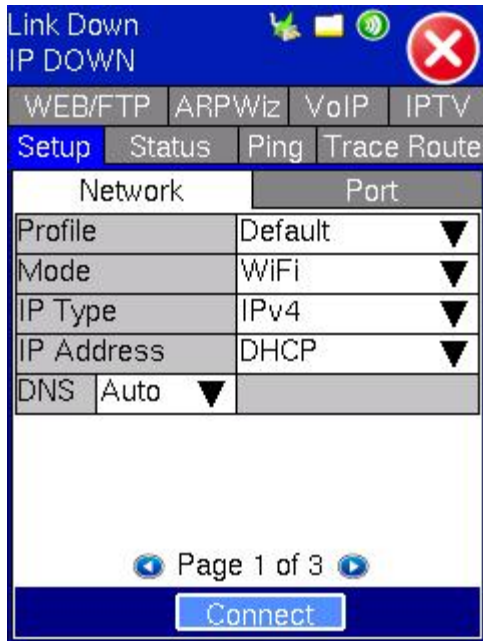 Link Down
IP DOWN
WEB/FTP ARPWiz VoIP IPTV
Setup Status Ping Trace Route
Network Port
Profile Default
Mode WiFi
IP Type IPv4
IP Address DHCP
DNS Auto
Page 1 of 3
Connect